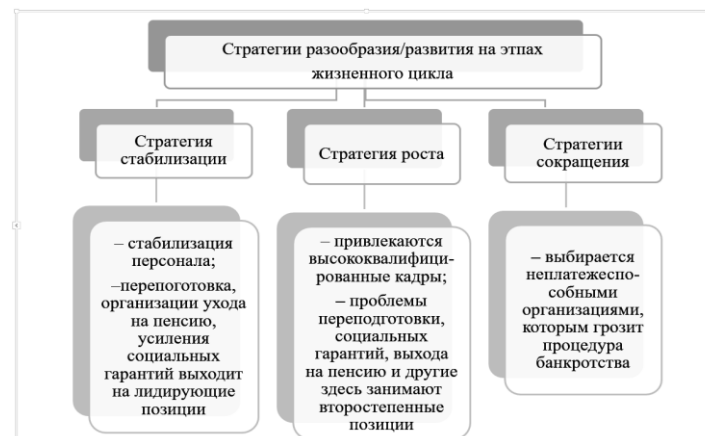 Стратегии разообразия/развития на этпах
жизненного цикла
Стратегия
стабилизации
Стратегия роста
Стратегии
сокращения
– стабилизация
персонала;
–перепоготовка,
организации ухода
на пенсию,
усиления
социальных
гарантий выходит
на лидирующие
позиции
– привлекаются
высококвалифици-
рованные кадры;
– проблемы
переподготовки,
социальных
гарантий, выхода
на пенсию и другие
здесь занимают
второстепенные
позиции
– выбирается
неплатежеспо-
собными
организациями,
которым грозит
процедура
банкротства